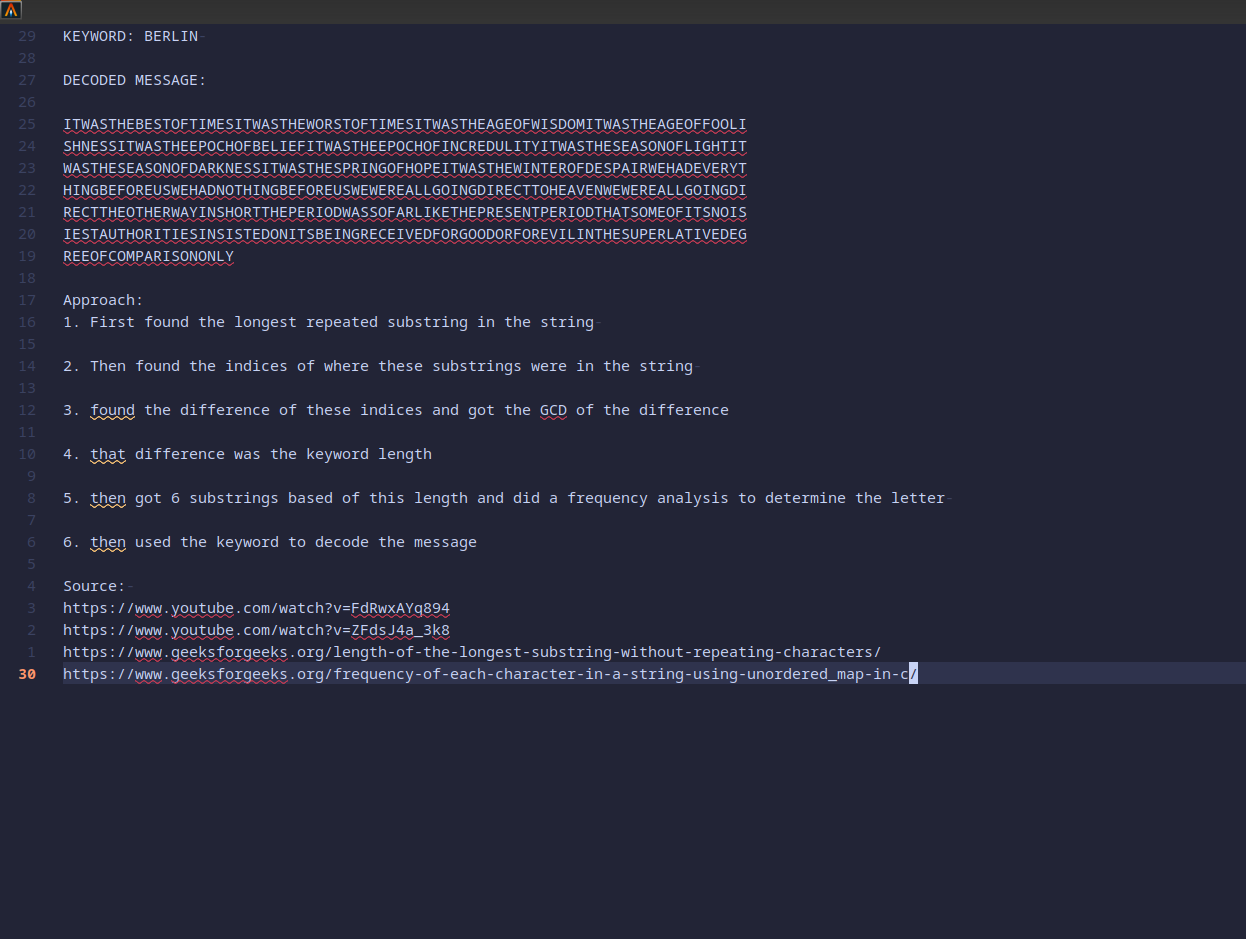 29 KEYWORD: BERLIN-
28
27 DECODED MESSAGE:
26
25 ITWASTHEBESTOFTIMESITWASTHEWORSTOFTIMESITWASTHEAGEOFWISDOMITWASTHEAGEOFFOOLI
24 SHNESSITWASTHEEPOCHOFBELIEFITWASTHEEPOCHOFINCREDULITYITWASTHESEASONOFLIGHTIT
23 WASTHESEASONOFDARKNESSITWASTHESPRINGOFHOPEITWASTHEWINTEROFDESPAIRWEHADEVERYT
22 HINGBEFOREUSWEHADNOTHINGBEFOREUSWEWEREALLGOINGDIRECTTOHEAVENWEWEREALLGOINGDI
21 RECTTHEOTHERWAYINSHORTTHEPERIODWASSOFARLIKETHEPRESENTPERIODTHATSOMEOFITSNOIS
20 IESTAUTHORITIESINSISTEDONITSBEINGRECEIVEDFORGOODORFOREVILINTHESUPERLATIVEDEG
19 REEOFCOMPARISONONLY
18
17 Approach:
16 1. First found the longest repeated substring in the string-
15
14 2. Then found the indices of where these substrings were in the string-
13
12 3. found the difference of these indices and got the GCD of the difference
11
10 4. that difference was the keyword length
9
8 5. then got 6 substrings based of this length and did a frequency analysis to determine the letter-
7
6 6. then used the keyword to decode the message
5
4 Source:-
3 https://www.youtube.com/watch?v=FdRwxAYq894
2 https://www.youtube.com/watch?v=ZFdsJ4a_3k8
1 https://www.geeksforgeeks.org/length-of-the-longest-substring-without-repeating-characters/
30 https://www.geeksforgeeks.org/frequency-of-each-character-in-a-string-using-unordered_map-in-c/